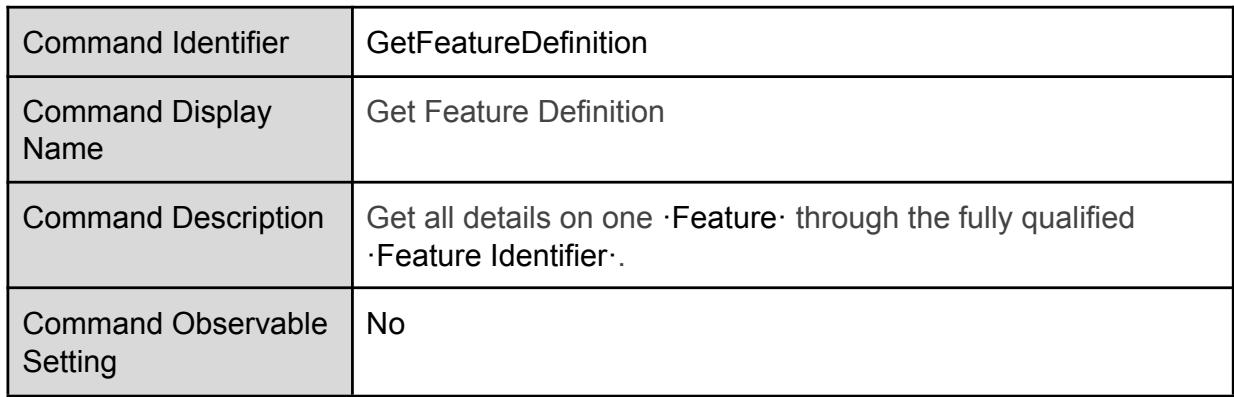 Command Identifier GetFeatureDefinition
Command Display Get Feature Definition
Name
Command Description Get all details on one ·Feature· through the fully qualified
·Feature Identifier·.
Command Observable No
Setting